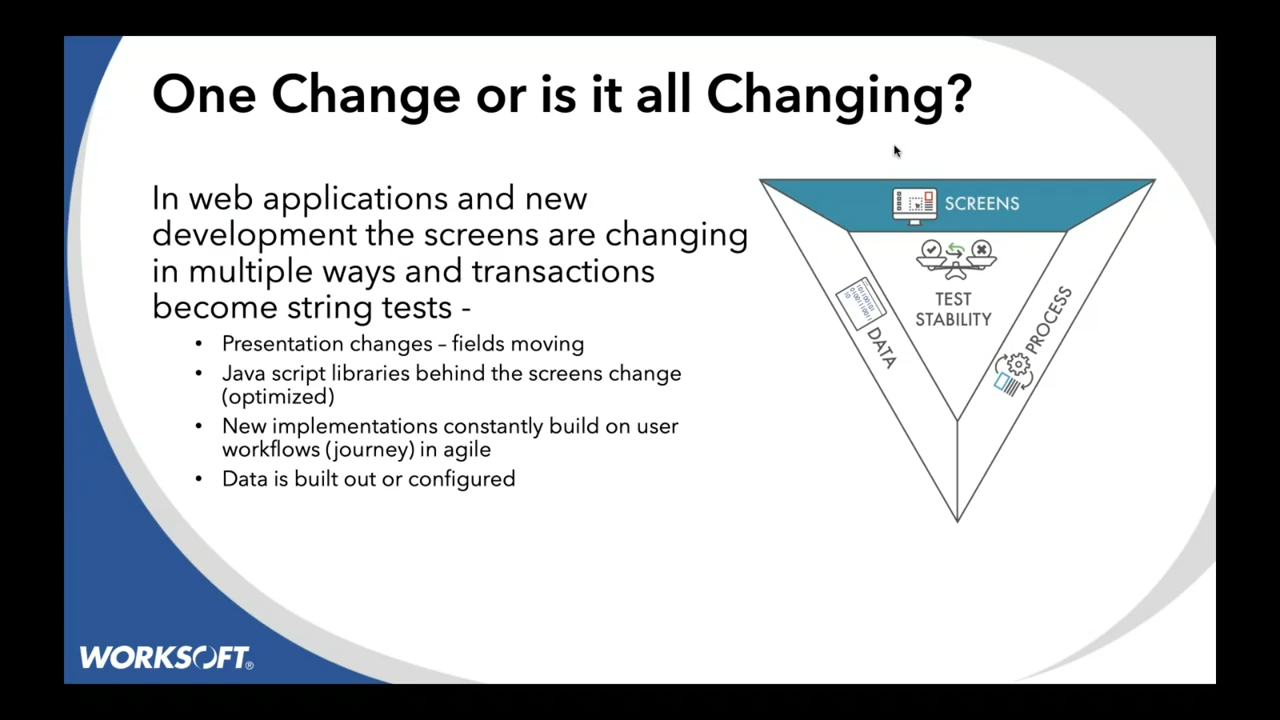 One Change or is it all Changing?
In web applications and new
development the screens are changing
in multiple ways and transactions
become string tests -
• Presentation changes – fields moving
• Java script libraries behind the screens change
(optimized)
• New implementations constantly build on user
workflows (journey) in agile
• Data is built out or configured
SCREENS
TEST
STABILITY
DATA
PROCESS
WORKSOFT®